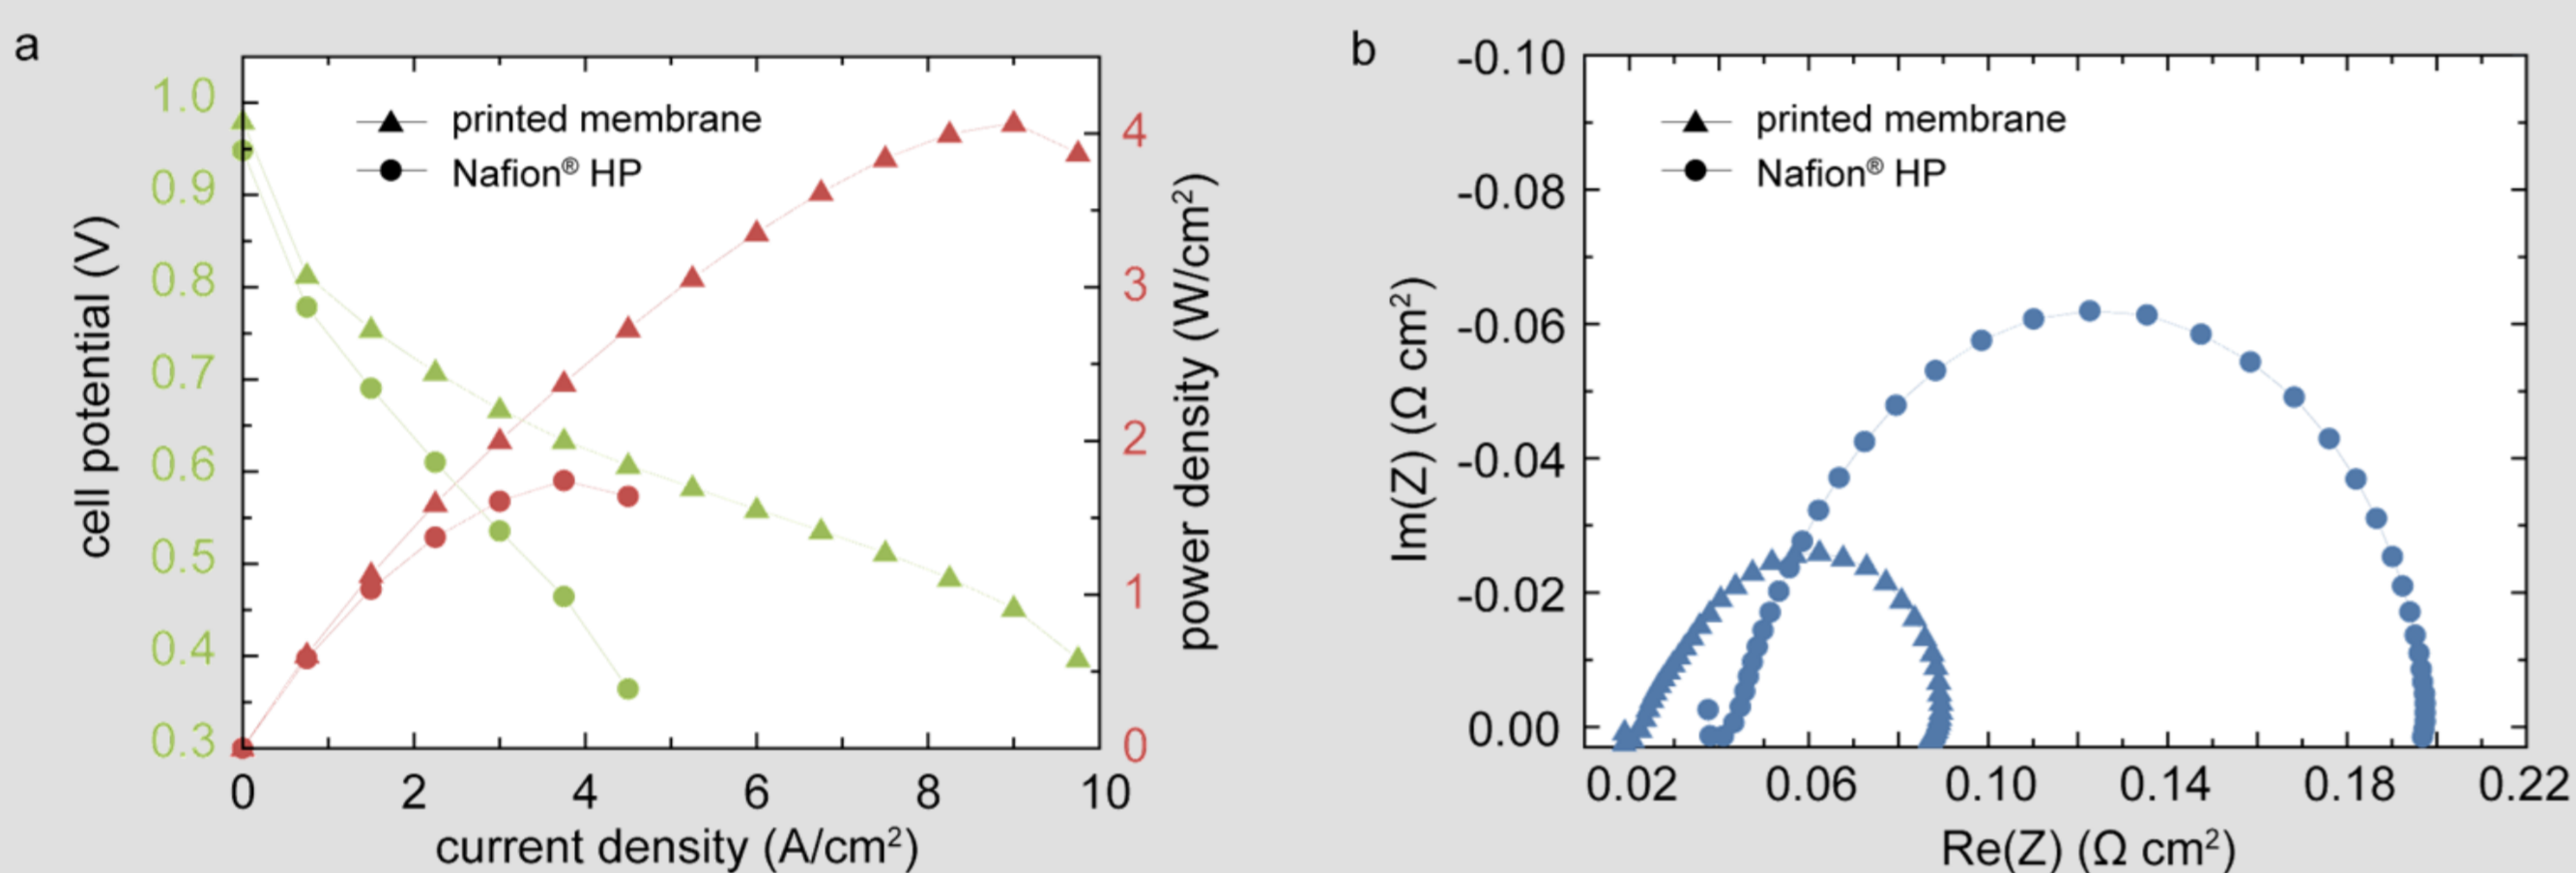 a
printed membrane
Nafion® HP
cell potential (V)
1.0
0.9
0.8
0.7
0.6
0.5
0.4
0.3
0 2 4 6 8 10
current density (A/cm²)
4
3
2
1
0
power density (W/cm²)
b
printed membrane
Nafion® HP
Im(Z) (Ω cm²)
-0.10
-0.08
-0.06
-0.04
-0.02
0.00
0.02 0.06 0.10 0.14 0.18 0.22
Re(Z) (Ω cm²)